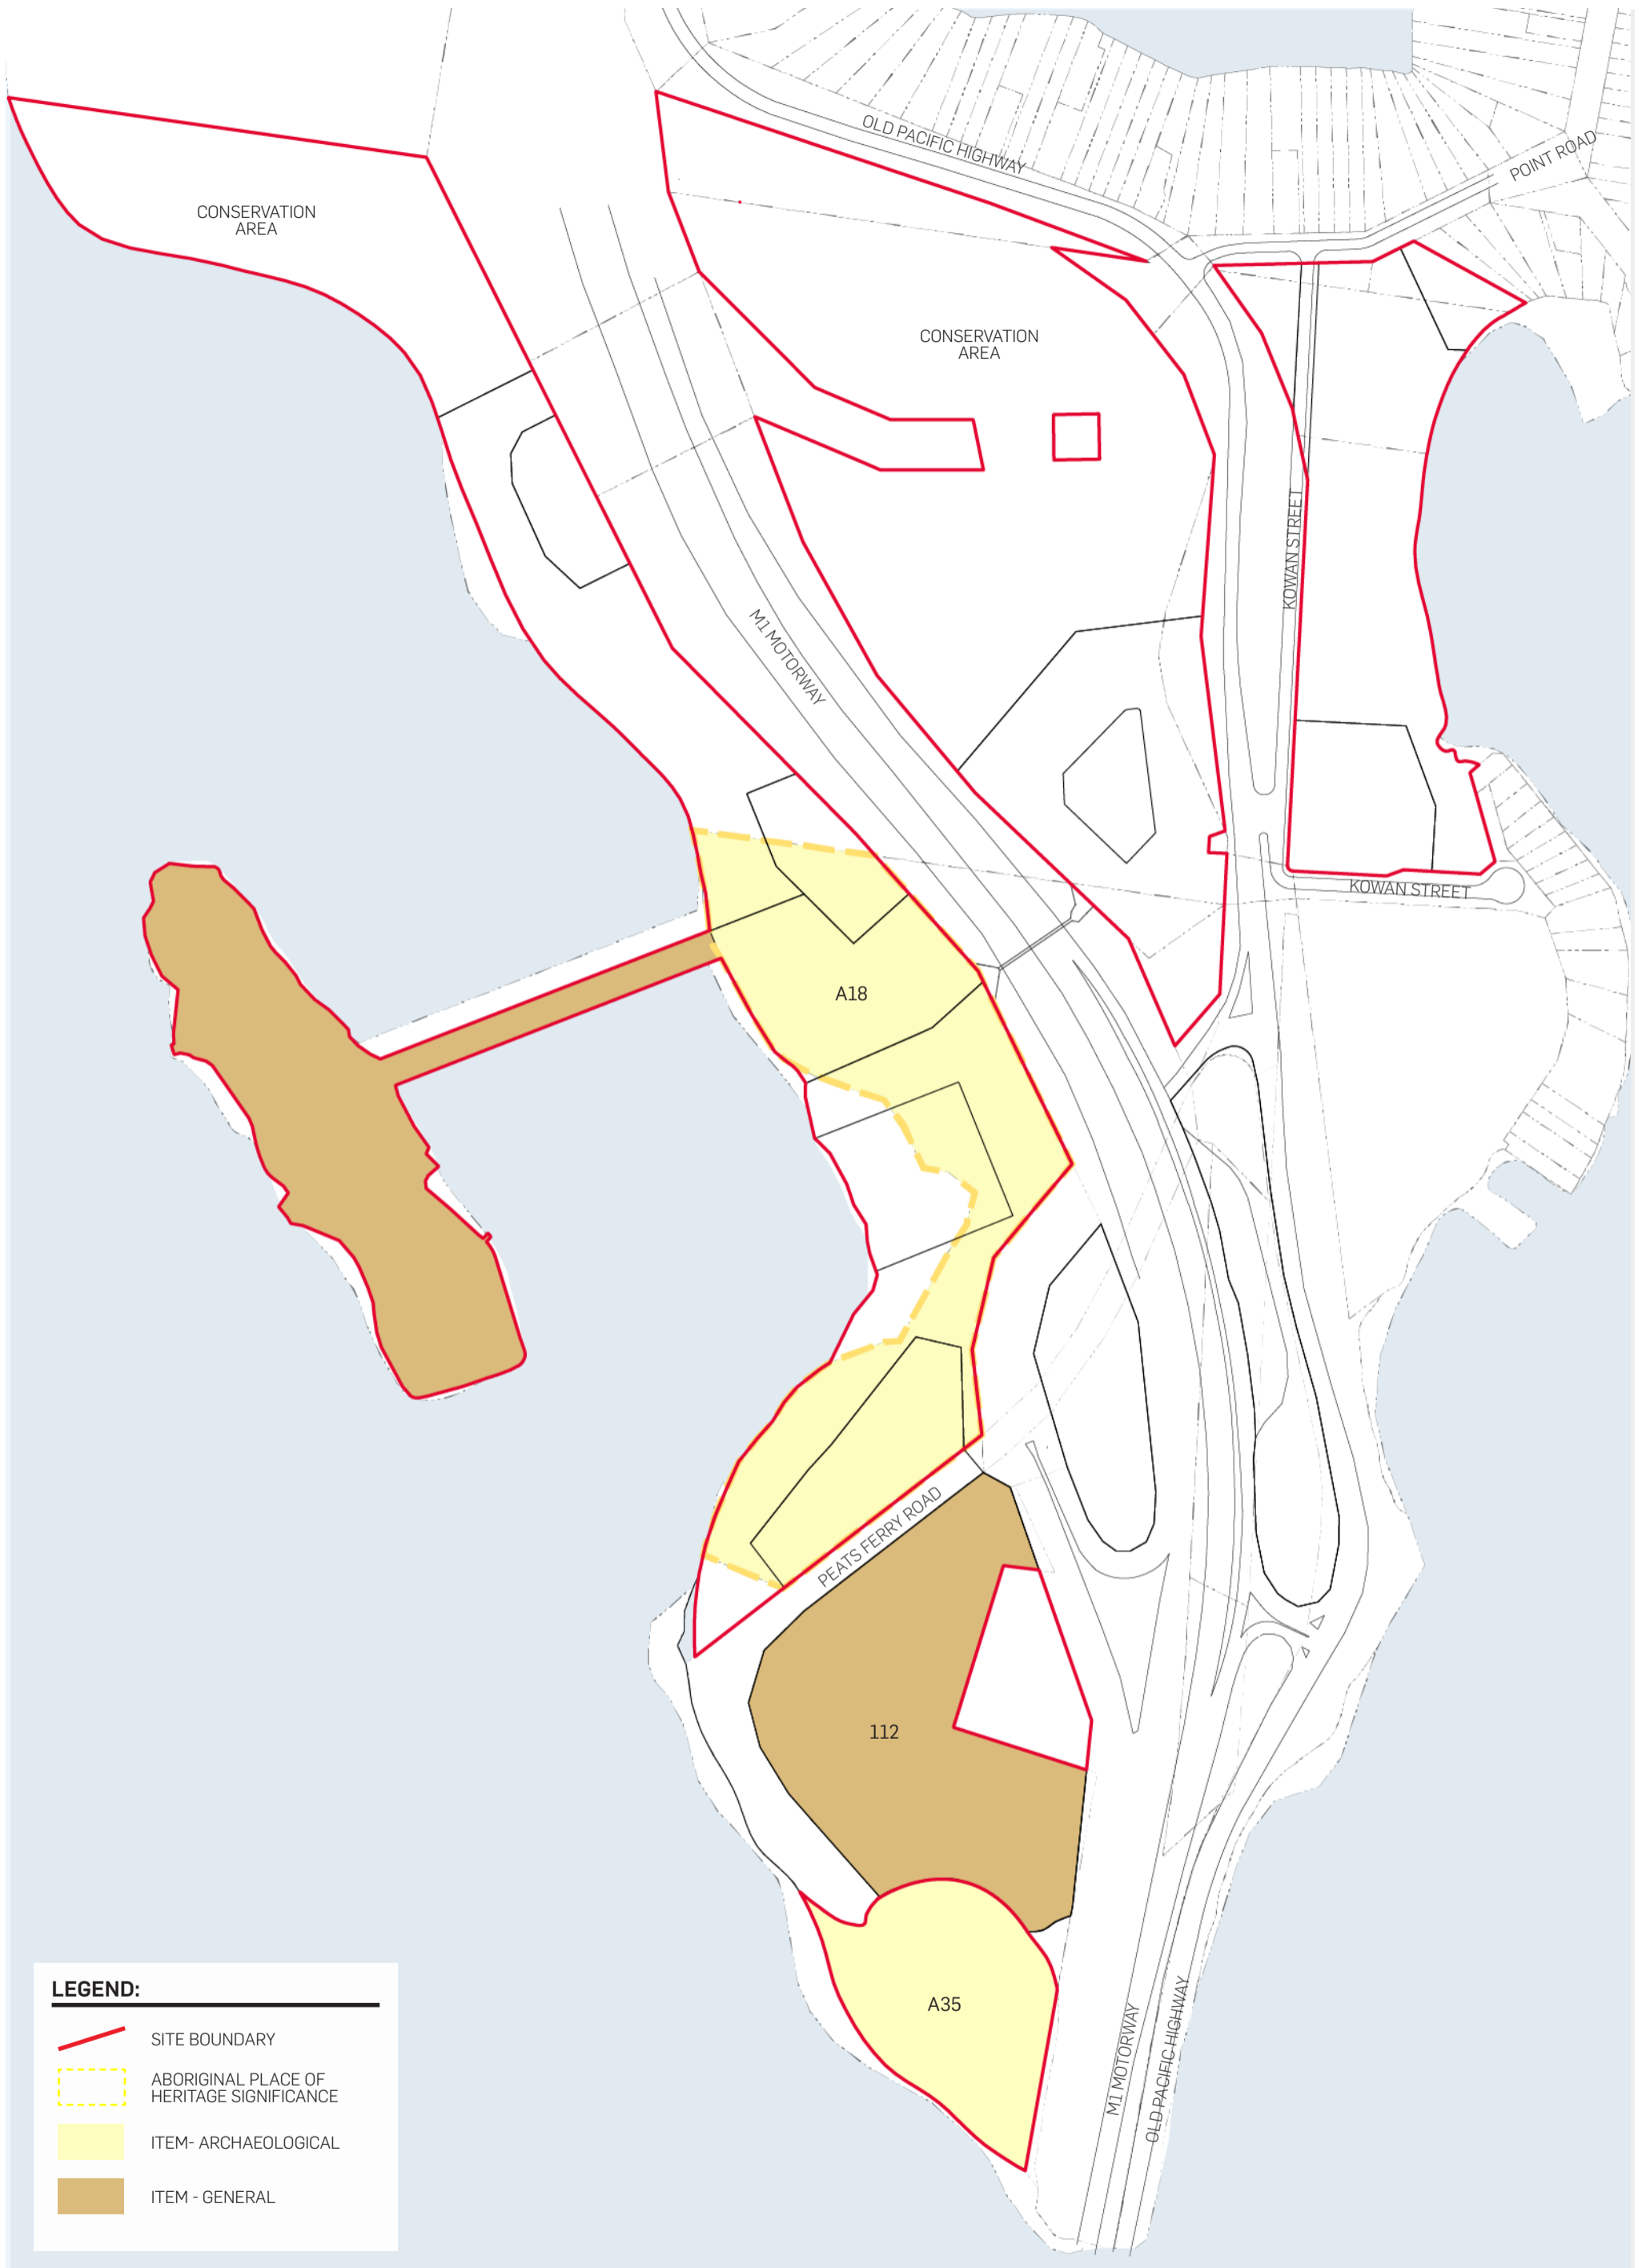 OLD PACIFIC HIGHWAY
POINT ROAD
CONSERVATION
AREA
CONSERVATION
AREA
KOWAN STREET
M1 MOTORWAY
KOWAN STREET
A18
PEATS FERRY ROAD
112
A35
M1 MOTORWAY
OLD PACIFIC HIGHWAY
LEGEND:
SITE BOUNDARY
ABORIGINAL PLACE OF
HERITAGE SIGNIFICANCE
ITEM- ARCHAEOLOGICAL
ITEM - GENERAL